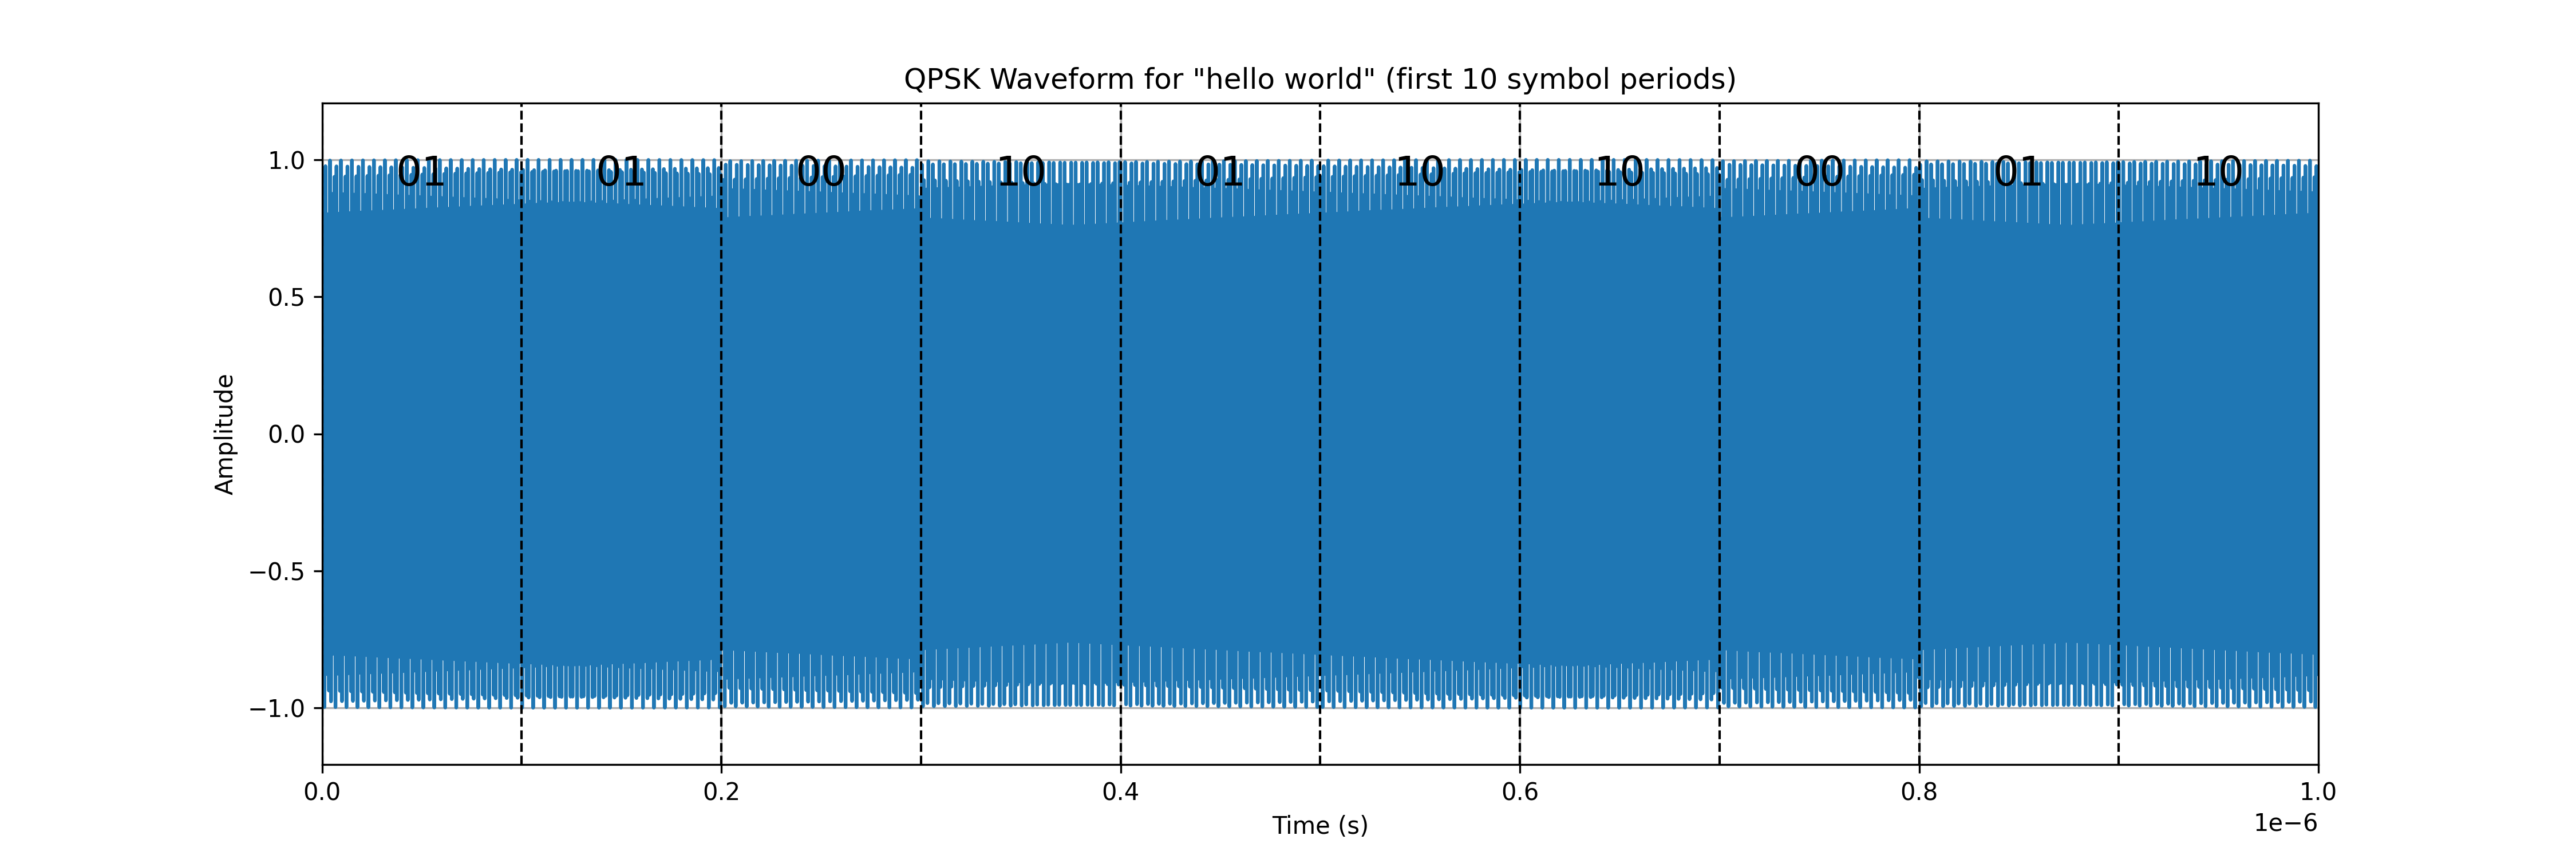 QPSK Waveform for "hello world" (first 10 symbol periods)
1.0
01 01 00 10 01 10 10 00 01 10
0.5
0.0
−0.5
−1.0
Amplitude
0.0 0.2 0.4 0.6 0.8 1.0
Time (s)
1e−6